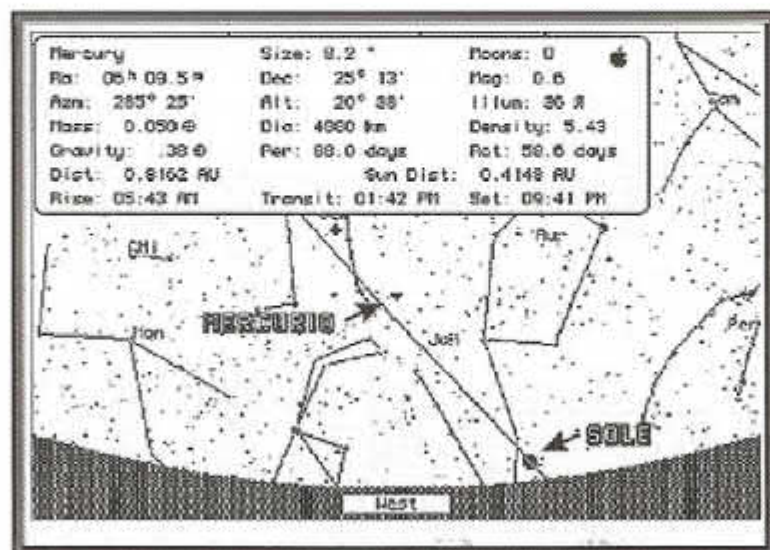 Mercury Size: 8.2 " Moons: 0
Ra: 06ʰ 09.5ᵐ Dec: 25° 13' Mag: 0.6
Azm: 285° 25' Alt: 20° 38' Illum: 36 %
Mass: 0.050 ⊕ Dia: 4880 km Density: 5.43
Gravity: .38 ⊕ Per: 88.0 days Rot: 58.6 days
Dist: 0.8162 AU Sun Dist: 0.4148 AU
Rise: 05:43 AM Transit: 01:42 PM Set: 09:41 PM
Cam
CMi
Aur
Per
MERCURIO
Mon
SOLE
West